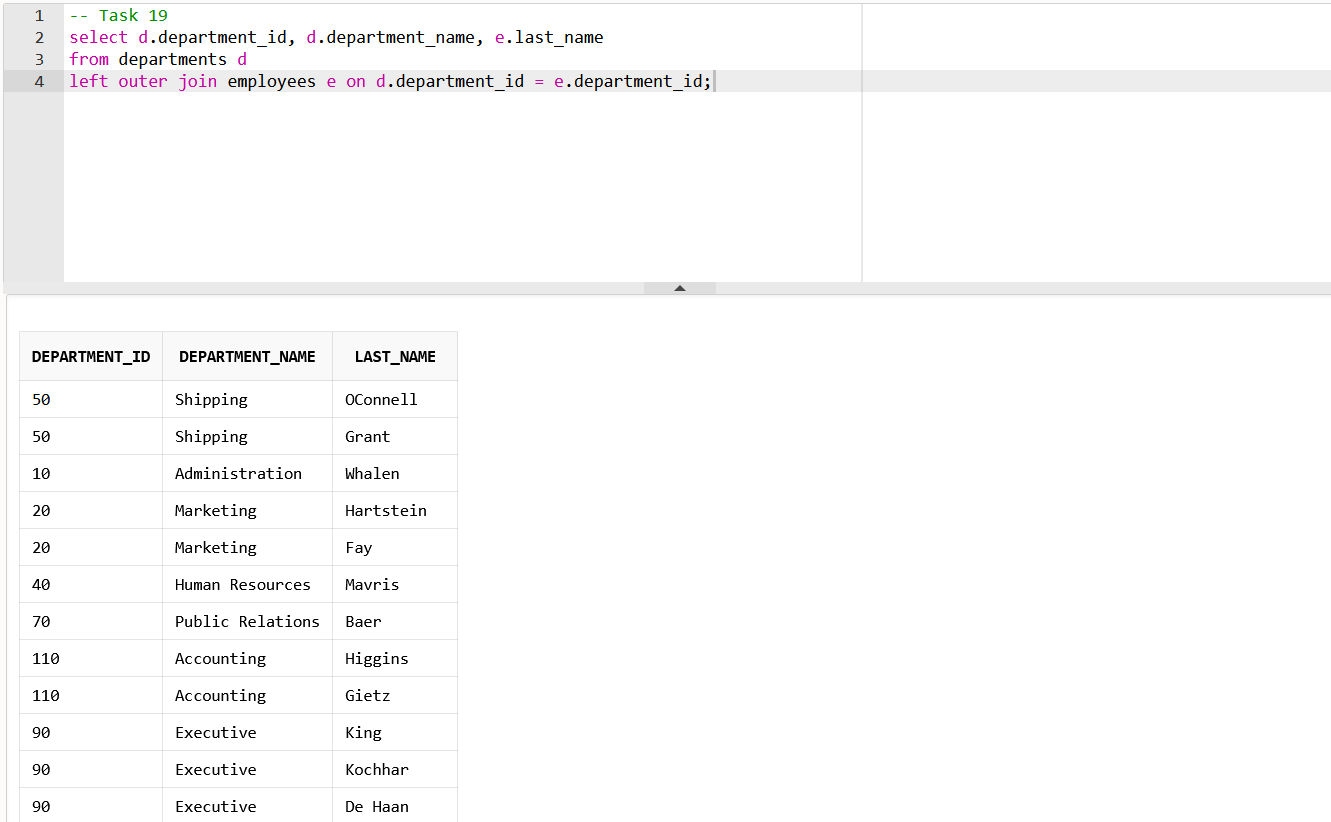 1 -- Task 19
2 select d.department_id, d.department_name, e.last_name
3 from departments d
4 left outer join employees e on d.department_id = e.department_id;
DEPARTMENT_ID DEPARTMENT_NAME LAST_NAME
50 Shipping OConnell
50 Shipping Grant
10 Administration Whalen
20 Marketing Hartstein
20 Marketing Fay
40 Human Resources Mavris
70 Public Relations Baer
110 Accounting Higgins
110 Accounting Gietz
90 Executive King
90 Executive Kochhar
90 Executive De Haan